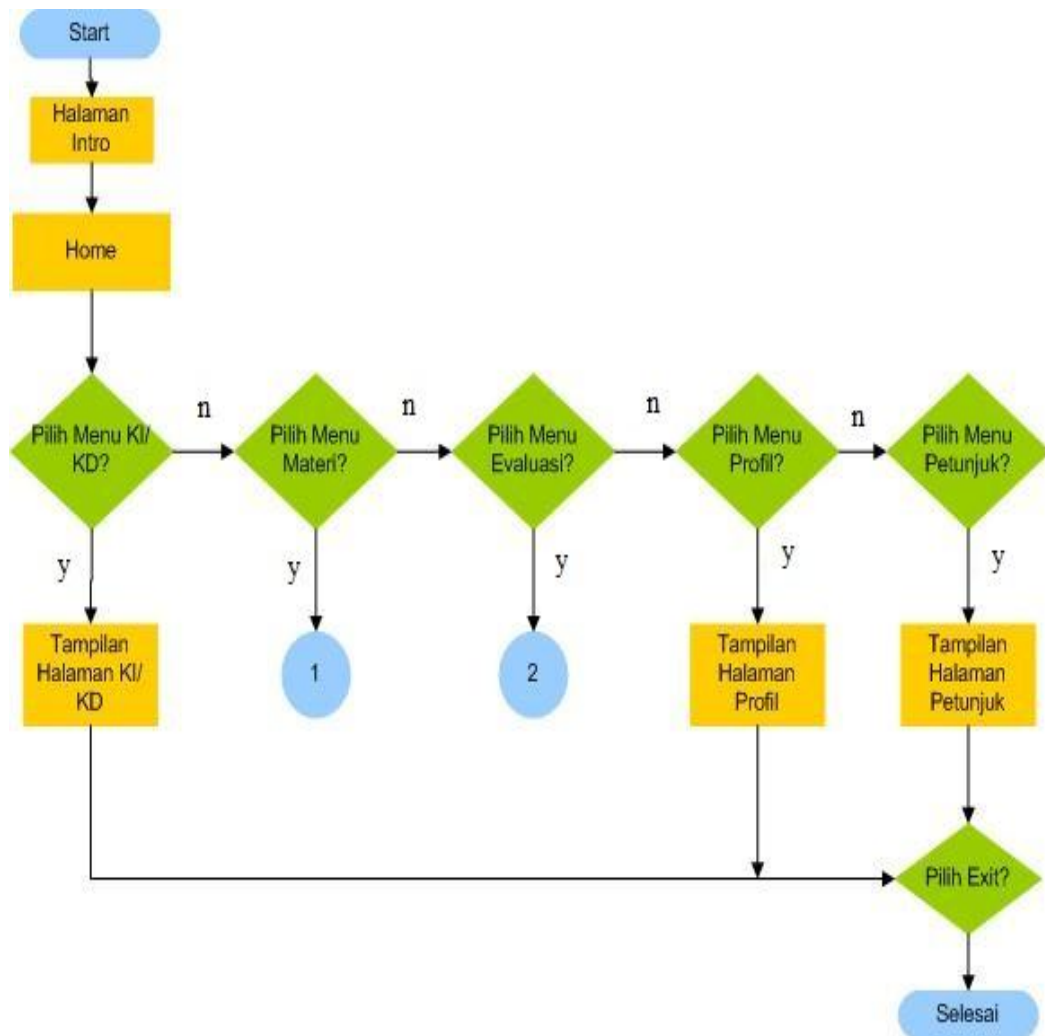 Start
Halaman
Intro
Home
Pilih Menu KI/
KD?
n
Pilih Menu
Materi?
n
Pilih Menu
Evaluasi?
n
Pilih Menu
Profil?
n
Pilih Menu
Petunjuk?
y
y
y
y
y
Tampilan
Halaman KI/
KD
1
2
Tampilan
Halaman
Profil
Tampilan
Halaman
Petunjuk
Pilih Exit?
Selesai